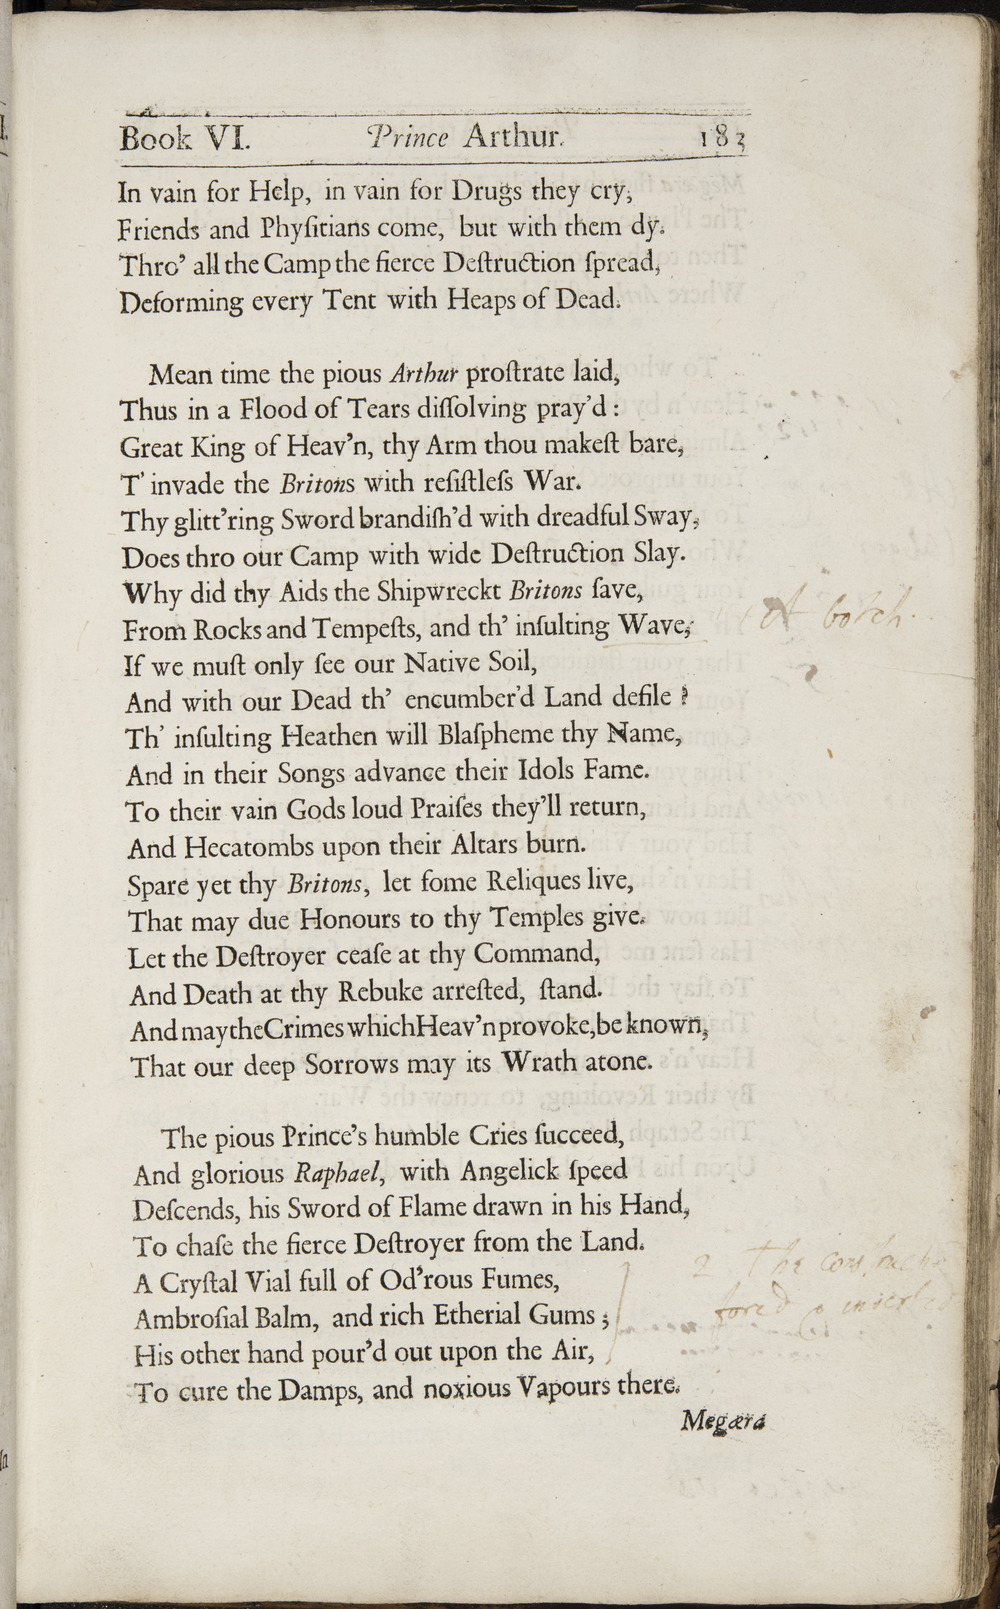 Book VI. Prince Arthur. 183
In vain for Help, in vain for Drugs they cry;
Friends and Phyſitians come, but with them dy.
Thro' all the Camp the fierce Deſtruction ſpread,
Deforming every Tent with Heaps of Dead.
Mean time the pious Arthur proſtrate laid,
Thus in a Flood of Tears diſſolving pray'd :
Great King of Heav'n, thy Arm thou makeſt bare,
T' invade the Britons with reſiſtleſs War.
Thy glitt'ring Sword brandiſh'd with dreadful Sway,
Does thro our Camp with wide Deſtruction Slay.
Why did thy Aids the Shipwreckt Britons ſave,
From Rocks and Tempeſts, and th' inſulting Wave;
A botch.
If we muſt only ſee our Native Soil,
And with our Dead th' encumber'd Land defile ?
Th' inſulting Heathen will Blaſpheme thy Name,
And in their Songs advance their Idols Fame.
To their vain Gods loud Praiſes they'll return,
And Hecatombs upon their Altars burn.
Spare yet thy Britons, let ſome Reliques live,
That may due Honours to thy Temples give.
Let the Deſtroyer ceaſe at thy Command,
And Death at thy Rebuke arreſted, ſtand.
And may the Crimes which Heav'n provoke, be known,
That our deep Sorrows may its Wrath atone.
The pious Prince's humble Cries ſucceed,
And glorious Raphael, with Angelick ſpeed
Deſcends, his Sword of Flame drawn in his Hand,
To chaſe the fierce Deſtroyer from the Land.
2 The
A Cryſtal Vial full of Od'rous Fumes,
Ambroſial Balm, and rich Etherial Gums ;
His other hand pour'd out upon the Air,
To cure the Damps, and noxious Vapours there.
Megæra